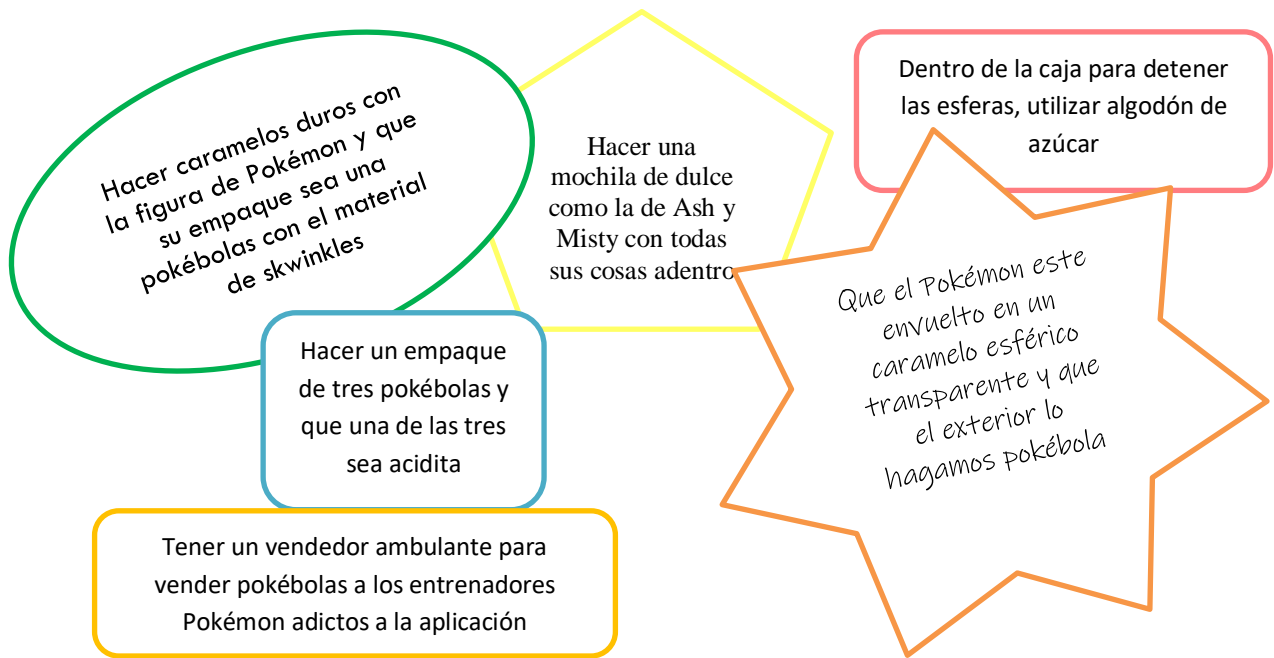 Hacer caramelos duros con
la figura de Pokémon y que
su empaque sea una
pokébolas con el material
de skwinkles
Hacer una
mochila de dulce
como la de Ash y
Misty con todas
sus cosas adentro
Dentro de la caja para detener
las esferas, utilizar algodón de
azúcar
Que el Pokémon este
envuelto en un
caramelo esférico
transparente y que
el exterior lo
hagamos pokébola
Hacer un empaque
de tres pokébolas y
que una de las tres
sea acidita
Tener un vendedor ambulante para
vender pokébolas a los entrenadores
Pokémon adictos a la aplicación